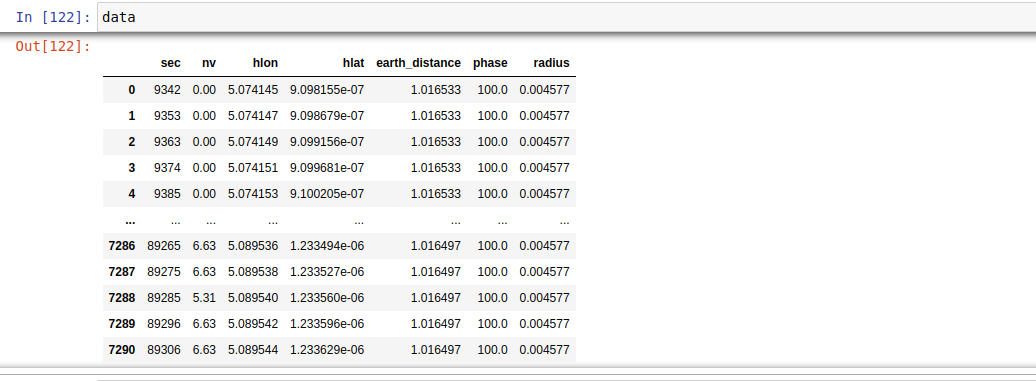 In [122]: data
Out[122]:
sec nv hlon hlat earth_distance phase radius
0 9342 0.00 5.074145 9.098155e-07 1.016533 100.0 0.004577
1 9353 0.00 5.074147 9.098679e-07 1.016533 100.0 0.004577
2 9363 0.00 5.074149 9.099156e-07 1.016533 100.0 0.004577
3 9374 0.00 5.074151 9.099681e-07 1.016533 100.0 0.004577
4 9385 0.00 5.074153 9.100205e-07 1.016533 100.0 0.004577
... ... ... ... ... ... ... ...
7286 89265 6.63 5.089536 1.233494e-06 1.016497 100.0 0.004577
7287 89275 6.63 5.089538 1.233527e-06 1.016497 100.0 0.004577
7288 89285 5.31 5.089540 1.233560e-06 1.016497 100.0 0.004577
7289 89296 6.63 5.089542 1.233596e-06 1.016497 100.0 0.004577
7290 89306 6.63 5.089544 1.233629e-06 1.016497 100.0 0.004577